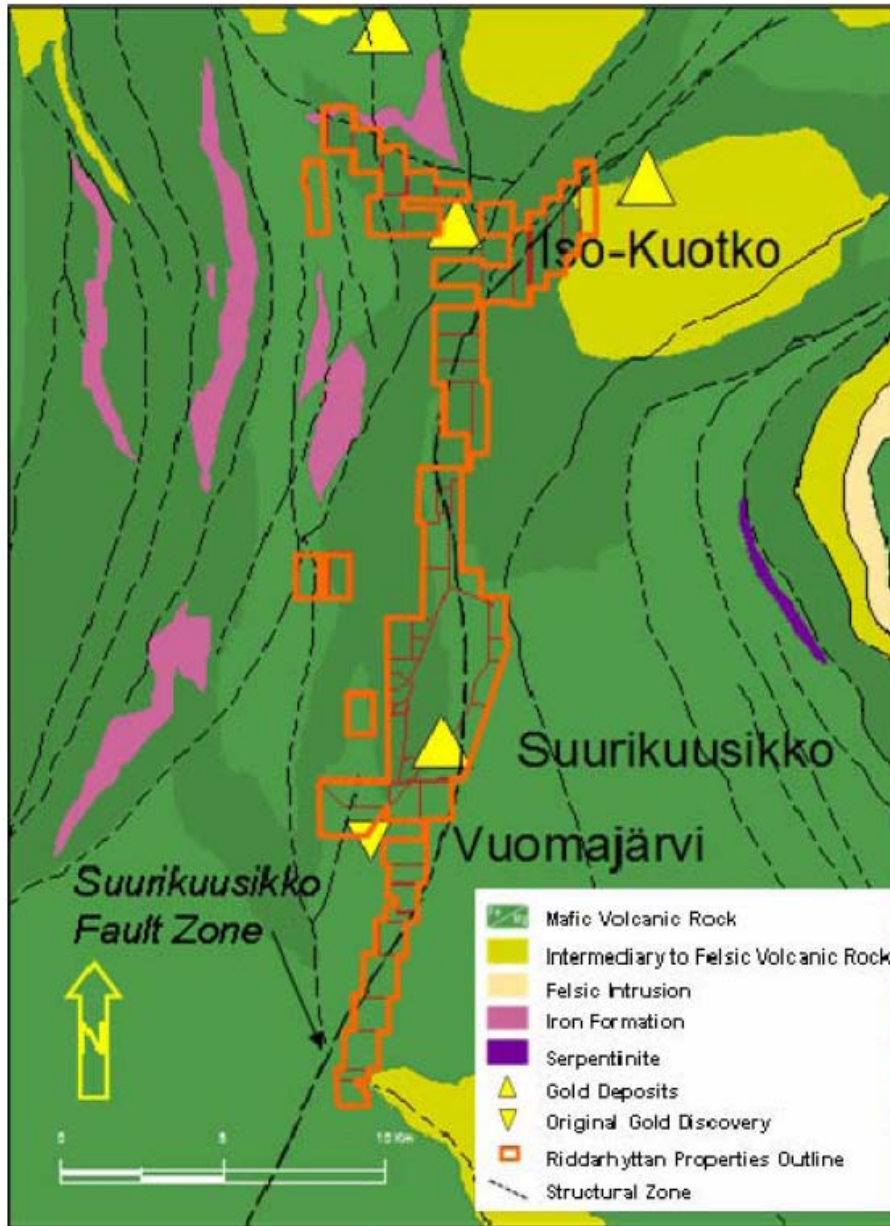 Iso-Kuotko
Suurikuusikko
Vuomajärvi
Suurikuusikko
Fault Zone
N
0 5 10 Km
Mafic Volcanic Rock
Intermediary to Felsic Volcanic Rock
Felsic Intrusion
Iron Formation
Serpentiinite
Gold Deposits
Original Gold Discovery
Riddarhyttan Properties Outline
Structural Zone